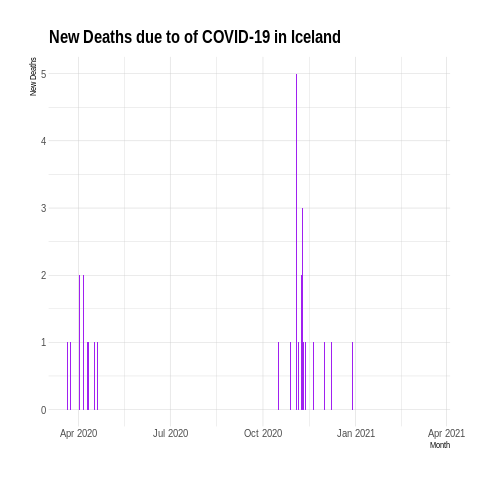 New Deaths due to of COVID-19 in Iceland
New Deaths
5
4
3
2
1
0
Apr 2020 Jul 2020 Oct 2020 Jan 2021 Apr 2021
Month